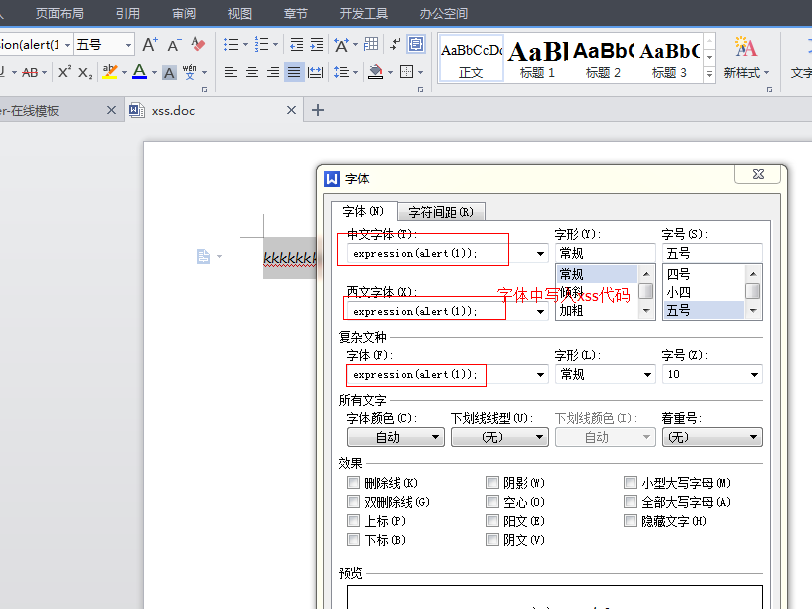 页面布局 引用 审阅 视图 章节 开发工具 办公空间
ion(alert(1) 五号 A A
AB X² X₂ ab A A wén
AaBbCcDd AaBl AaBb( AaBbC
正文 标题 1 标题 2 标题 3 新样式 文字
er-在线模板 xss.doc
字体
字体(N) 字符间距(R)
中文字体(T): 字形(Y): 字号(S):
expression(alert(1)); 常规 五号
常规 四号
kkkkkkk
西文字体(X): 倾斜 小四
字体中写入xss代码
expression(alert(1)); 加粗 五号
复杂文种
字体(F): 字形(L): 字号(Z):
expression(alert(1)); 常规 10
所有文字
字体颜色(C): 下划线线型(U): 下划线颜色(I): 着重号:
自动 (无) 自动 (无)
效果
删除线(K) 阴影(W) 小型大写字母(M)
双删除线(G) 空心(O) 全部大写字母(A)
上标(P) 阳文(E) 隐藏文字(H)
下标(B) 阴文(V)
预览